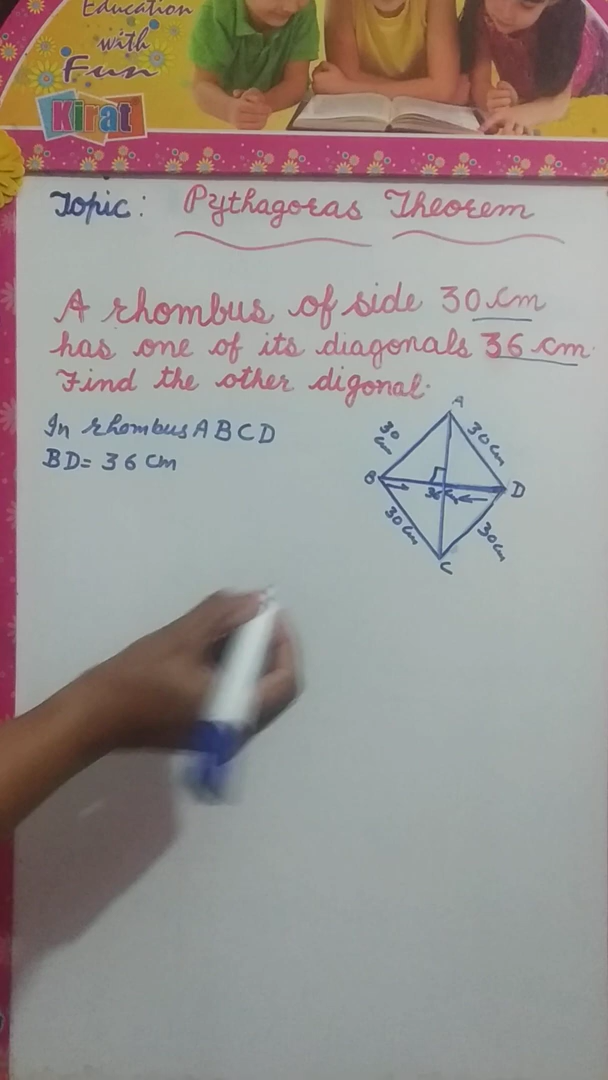 Education
with
Fun
Kirat
Topic: Pythagoras Theorem
A rhombus of side 30 cm
has one of its diagonals 36 cm.
Find the other digonal.
In rhombus A B C D
BD = 36 cm
A
30 cm
30 cm
B
36 cm
D
30 cm
30 cm
C